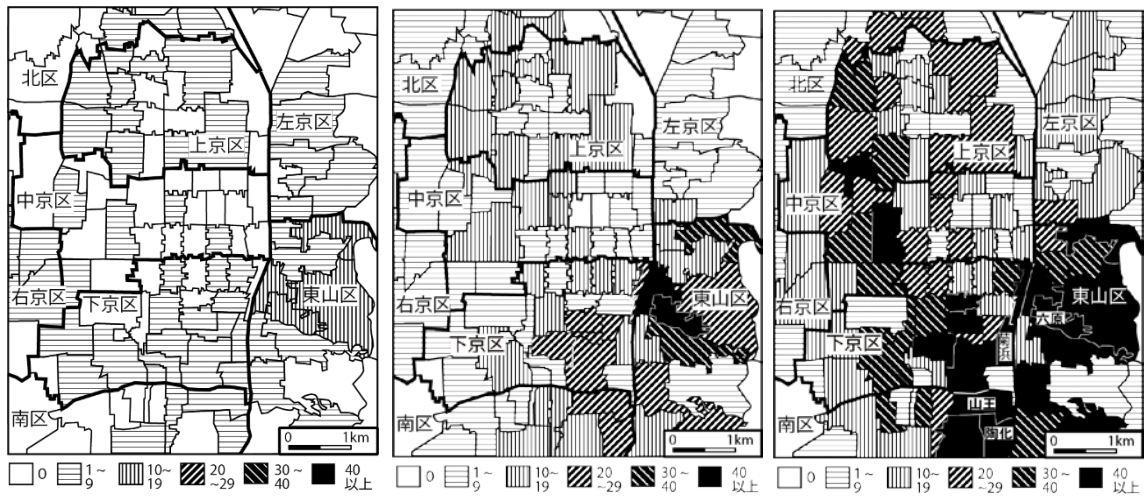 北区
左京区
上京区
中京区
右京区
下京区
東山区
南区
0 1km
0 1～9 10～19 20～29 30～40 40以上
北区
左京区
上京区
中京区
右京区
東山区
下京区
南区
0 1km
0 1～9 10～19 20～29 30～40 40以上
北区
左京区
上京区
中京区
右京区
東山区
六原
下京区
菊浜
南区
山王
陶化
0 1km
0 1～9 10～19 20～29 30～40 40以上